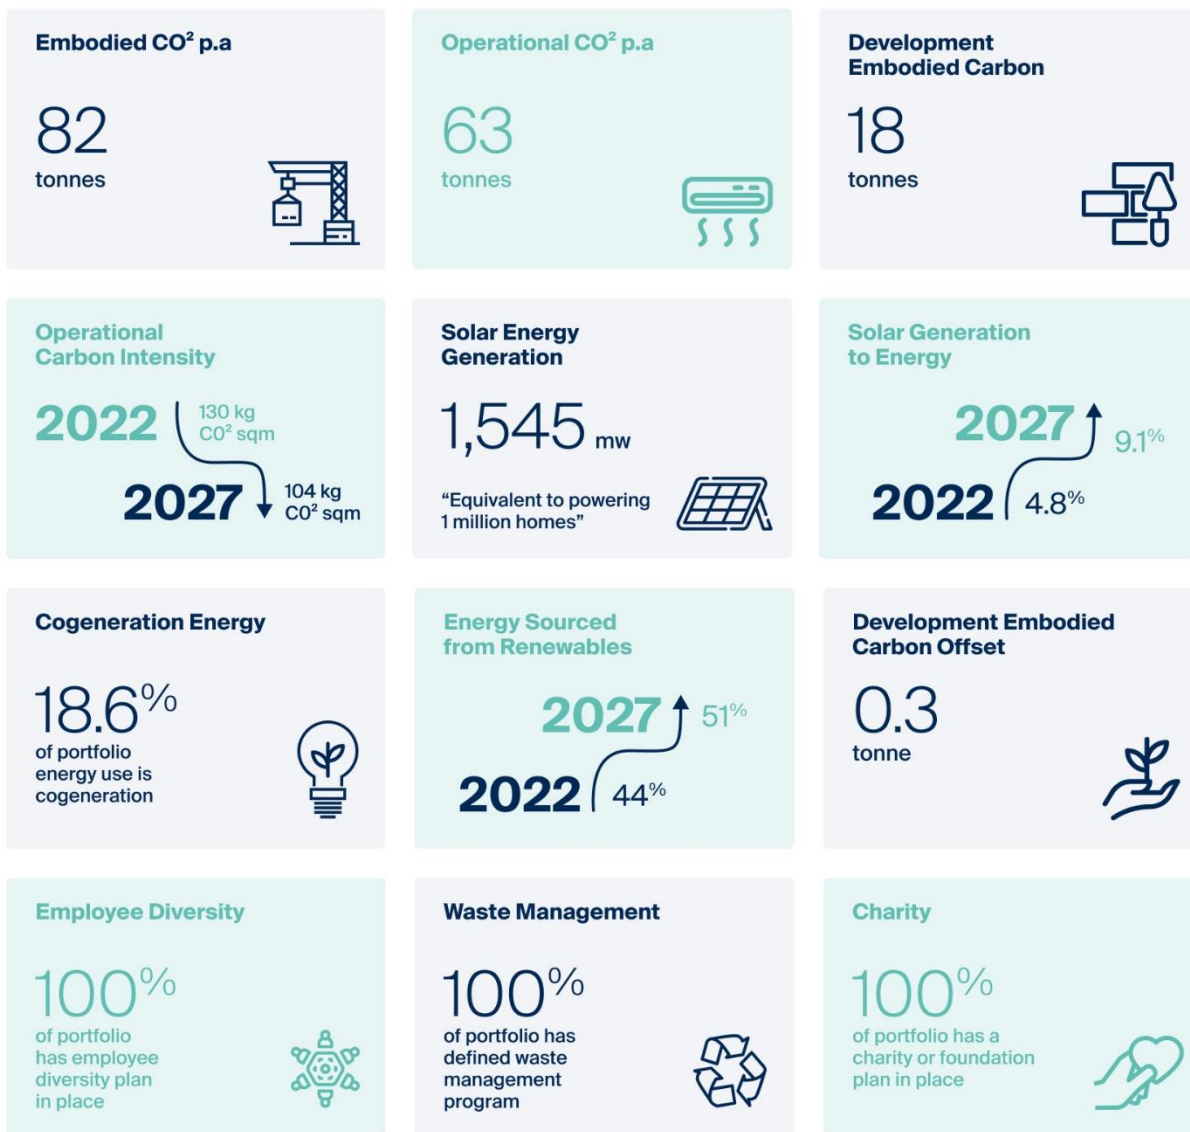 Embodied CO² p.a
82
tonnes
Operational CO² p.a
63
tonnes
Development
Embodied Carbon
18
tonnes
Operational
Carbon Intensity
2022
130 kg
C0² sqm
2027
104 kg
C0² sqm
Solar Energy
Generation
1,545 mw
“Equivalent to powering
1 million homes”
Solar Generation
to Energy
2027
9.1%
2022
4.8%
Cogeneration Energy
18.6%
of portfolio
energy use is
cogeneration
Energy Sourced
from Renewables
2027
51%
2022
44%
Development Embodied
Carbon Offset
0.3
tonne
Employee Diversity
100%
of portfolio
has employee
diversity plan
in place
Waste Management
100%
of portfolio has
defined waste
management
program
Charity
100%
of portfolio has a
charity or foundation
plan in place